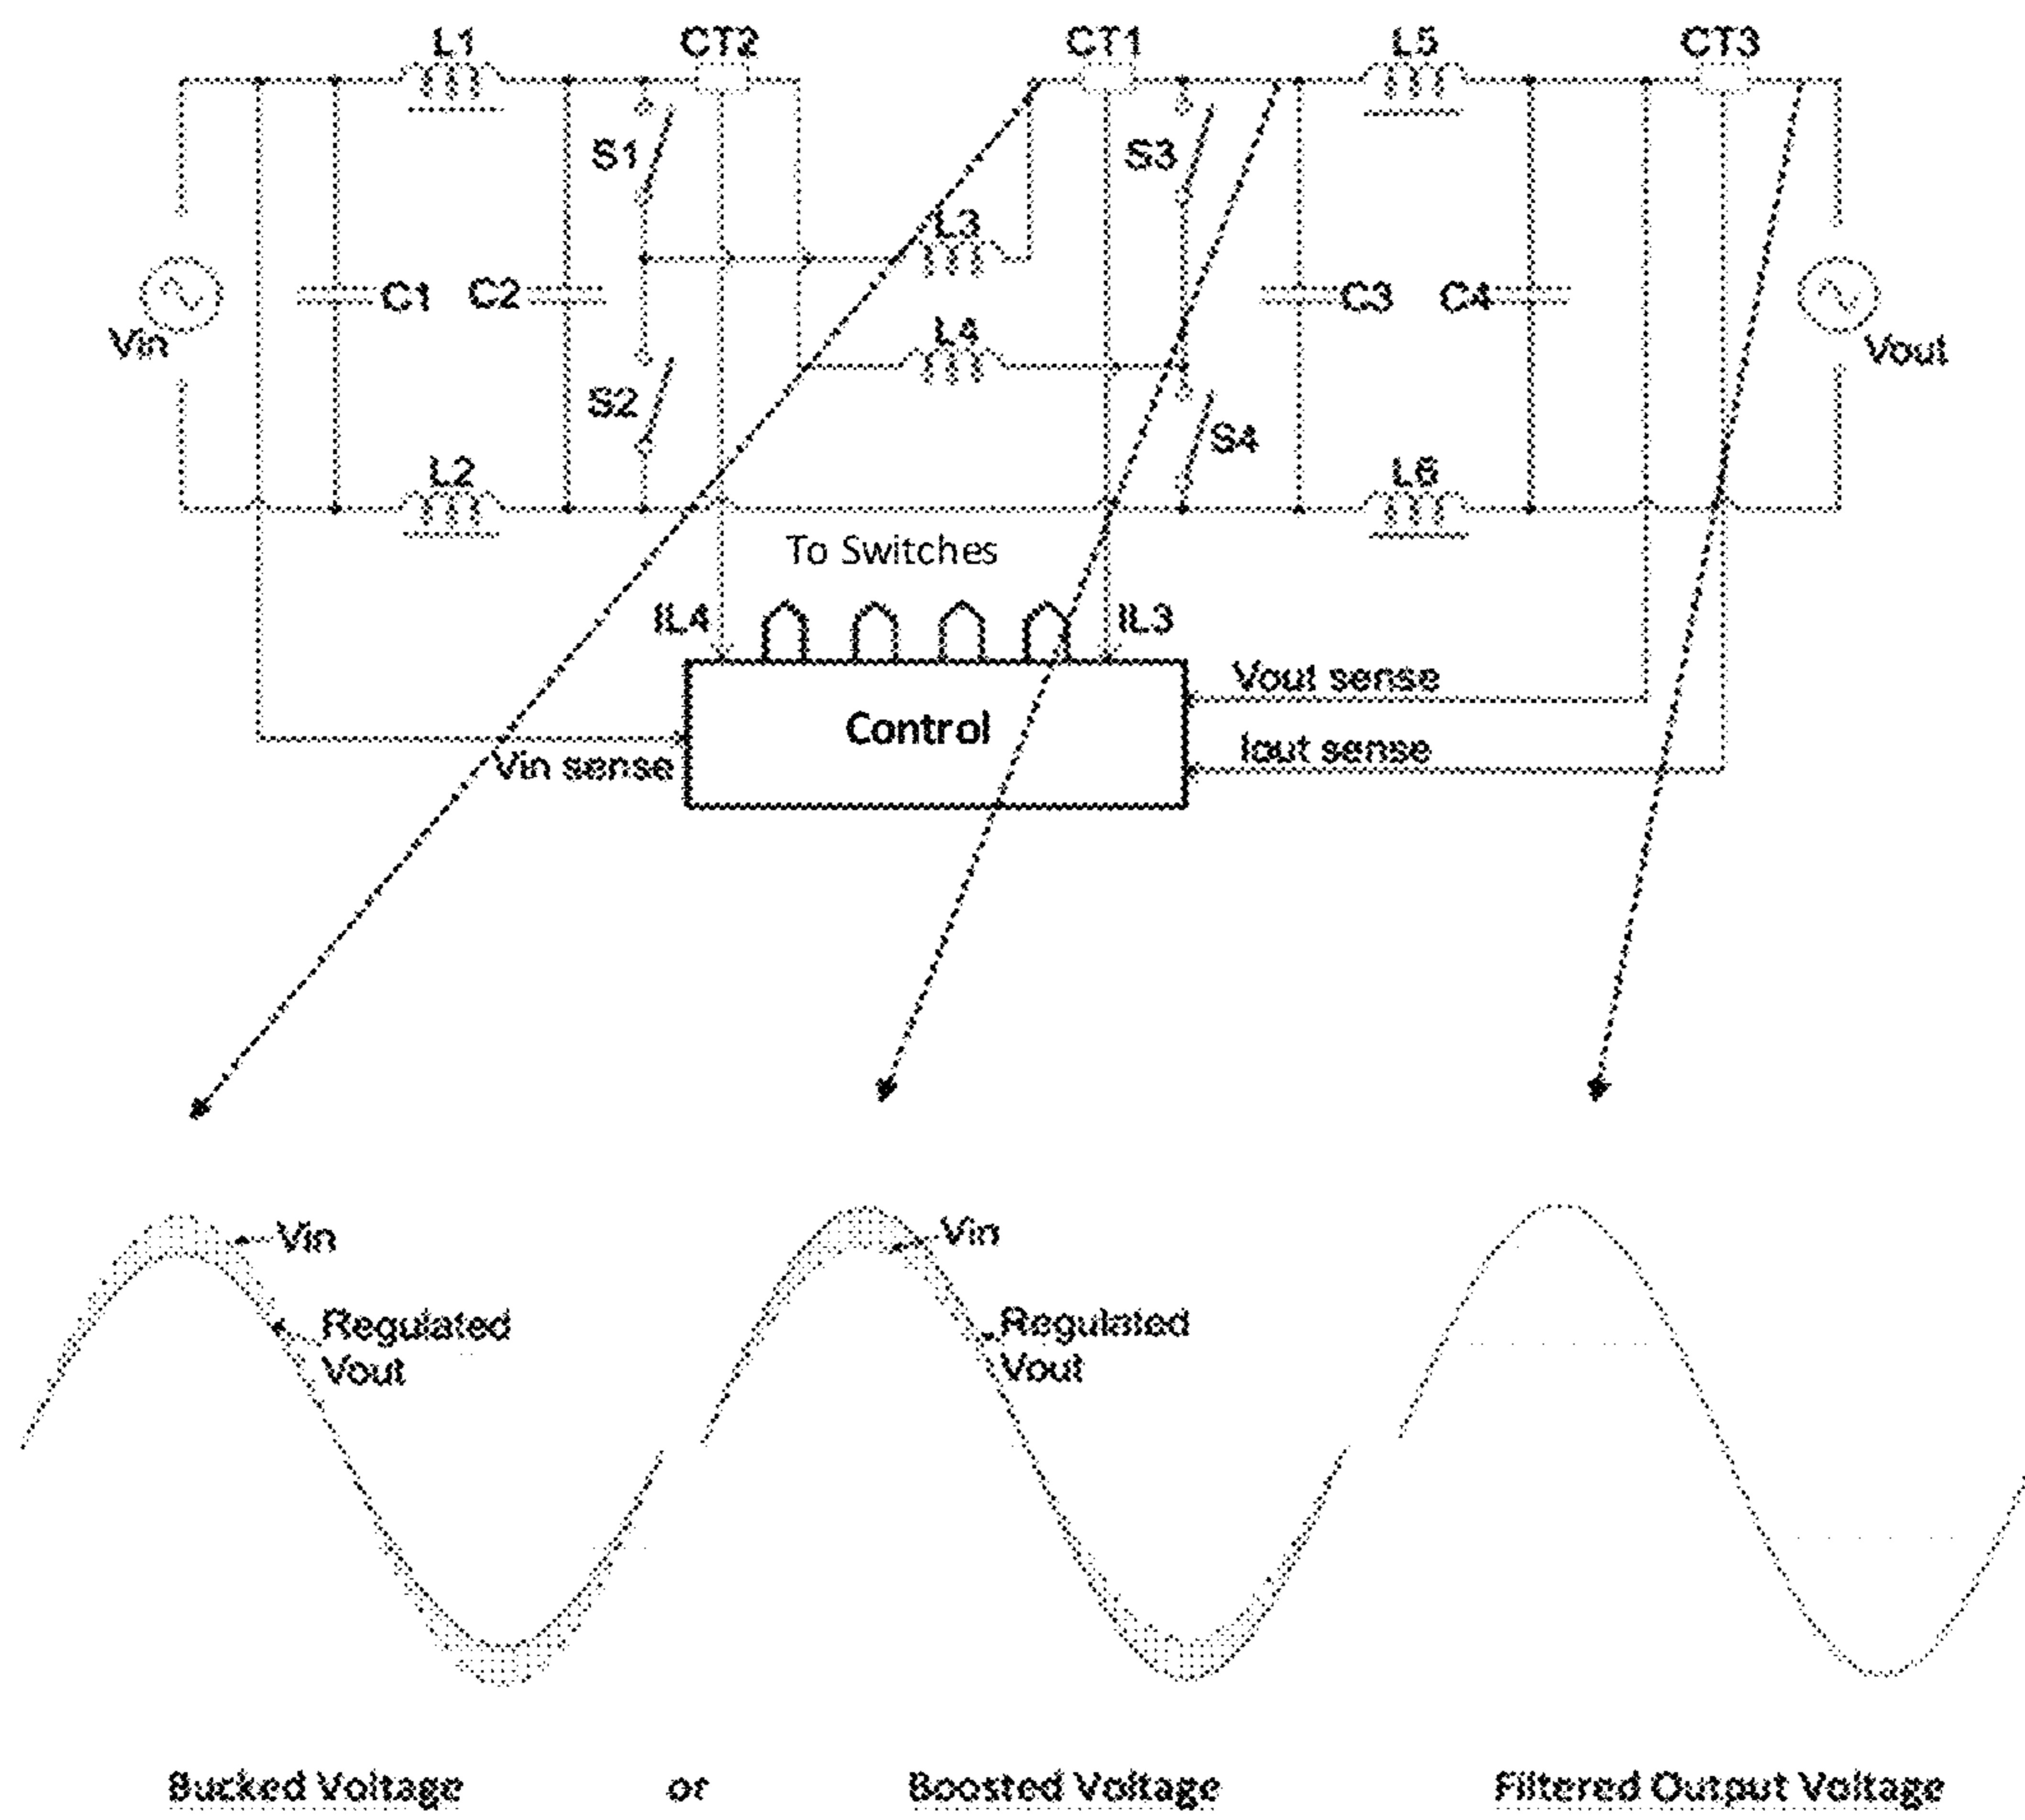 L1
CT2
CT1
L5
CT3
S1
S3
L3
Vin
C1
C2
L4
C3
C4
Vout
S2
S4
L2
L6
To Switches
IL4
IL3
Vout sense
Control
Iout sense
Vin sense
Vin
Vin
Regulated
Vout
Regulated
Vout
Bucked Voltage
or
Boosted Voltage
Filtered Output Voltage